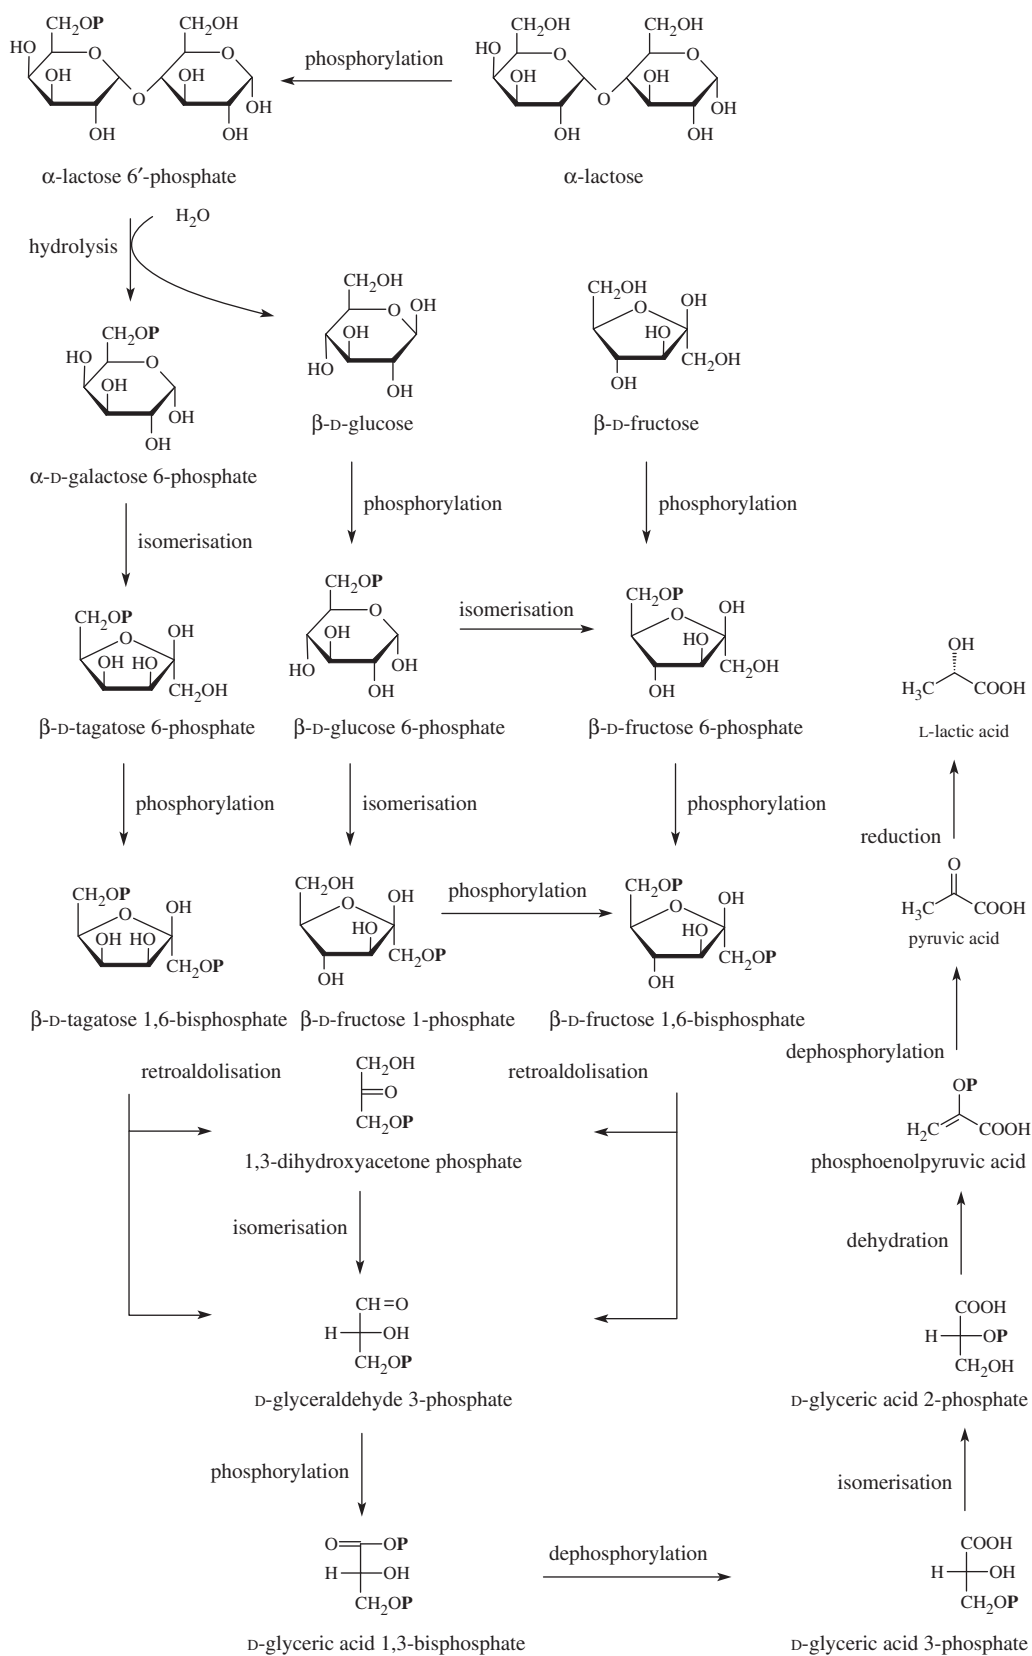 CH₂OP
CH₂OH
HO
O
O
OH
OH
O
OH
OH
OH
α-lactose 6′-phosphate
phosphorylation
CH₂OH
CH₂OH
HO
O
O
OH
OH
O
OH
OH
OH
α-lactose
H₂O
hydrolysis
CH₂OP
HO
O
OH
OH
OH
α-D-galactose 6-phosphate
CH₂OH
O
OH
OH
HO
OH
β-D-glucose
CH₂OH
O
OH
HO
CH₂OH
OH
β-D-fructose
isomerisation
phosphorylation
phosphorylation
CH₂OP
O
OH
OH
HO
CH₂OH
β-D-tagatose 6-phosphate
CH₂OP
O
OH
HO
OH
OH
β-D-glucose 6-phosphate
isomerisation
CH₂OP
O
OH
HO
CH₂OH
OH
β-D-fructose 6-phosphate
OH
H₃C
COOH
L-lactic acid
phosphorylation
isomerisation
phosphorylation
reduction
CH₂OP
O
OH
OH
HO
CH₂OP
β-D-tagatose 1,6-bisphosphate
CH₂OH
O
OH
HO
CH₂OP
OH
β-D-fructose 1-phosphate
phosphorylation
CH₂OP
O
OH
HO
CH₂OP
OH
β-D-fructose 1,6-bisphosphate
O
H₃C
COOH
pyruvic acid
retroaldolisation
CH₂OH
O
CH₂OP
1,3-dihydroxyacetone phosphate
retroaldolisation
dephosphorylation
OP
H₂C
COOH
phosphoenolpyruvic acid
isomerisation
dehydration
CH=O
H
OH
CH₂OP
D-glyceraldehyde 3-phosphate
COOH
H
OP
CH₂OH
D-glyceric acid 2-phosphate
phosphorylation
isomerisation
O
OP
H
OH
CH₂OP
D-glyceric acid 1,3-bisphosphate
dephosphorylation
COOH
H
OH
CH₂OP
D-glyceric acid 3-phosphate